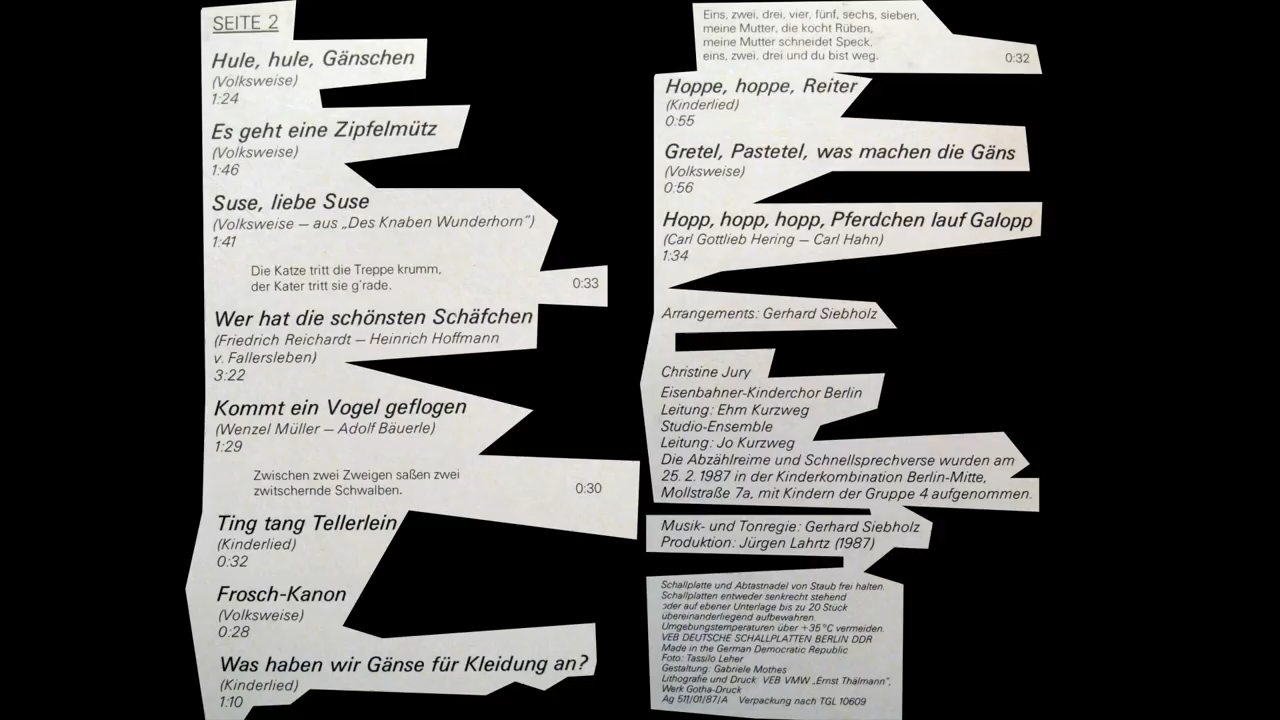 SEITE 2
Hule, hule, Gänschen
(Volksweise)
1:24
Es geht eine Zipfelmütz
(Volksweise)
1:46
Suse, liebe Suse
(Volksweise – aus „Des Knaben Wunderhorn")
1:41
Die Katze tritt die Treppe krumm,
der Kater tritt sie g'rade. 0:33
Wer hat die schönsten Schäfchen
(Friedrich Reichardt – Heinrich Hoffmann
v. Fallersleben)
3:22
Kommt ein Vogel geflogen
(Wenzel Müller – Adolf Bäuerle)
1:29
Zwischen zwei Zweigen saßen zwei
zwitschernde Schwalben. 0:30
Ting tang Tellerlein
(Kinderlied)
0:32
Frosch-Kanon
(Volksweise)
0:28
Was haben wir Gänse für Kleidung an?
(Kinderlied)
1:10
Eins, zwei, drei, vier, fünf, sechs, sieben,
meine Mutter, die kocht Rüben,
meine Mutter schneidet Speck,
eins, zwei, drei und du bist weg. 0:32
Hoppe, hoppe, Reiter
(Kinderlied)
0:55
Gretel, Pastetel, was machen die Gäns
(Volksweise)
0:56
Hopp, hopp, hopp, Pferdchen lauf Galopp
(Carl Gottlieb Hering – Carl Hahn)
1:34
Arrangements: Gerhard Siebholz
Christine Jury
Eisenbahner-Kinderchor Berlin
Leitung: Ehm Kurzweg
Studio-Ensemble
Leitung: Jo Kurzweg
Die Abzählreime und Schnellsprechverse wurden am
25. 2. 1987 in der Kinderkombination Berlin-Mitte,
Mollstraße 7a, mit Kindern der Gruppe 4 aufgenommen.
Musik- und Tonregie: Gerhard Siebholz
Produktion: Jürgen Lahrtz (1987)
Schallplatte und Abtastnadel von Staub frei halten.
Schallplatten entweder senkrecht stehend
oder auf ebener Unterlage bis zu 20 Stück
übereinanderliegend aufbewahren.
Umgebungstemperaturen über +35 °C vermeiden.
VEB DEUTSCHE SCHALLPLATTEN BERLIN DDR
Made in the German Democratic Republic
Foto: Tassilo Leher
Gestaltung: Gabriele Mothes
Lithografie und Druck: VEB VMW „Ernst Thälmann",
Werk Gotha-Druck
Ag 511/01/87/A Verpackung nach TGL 10609